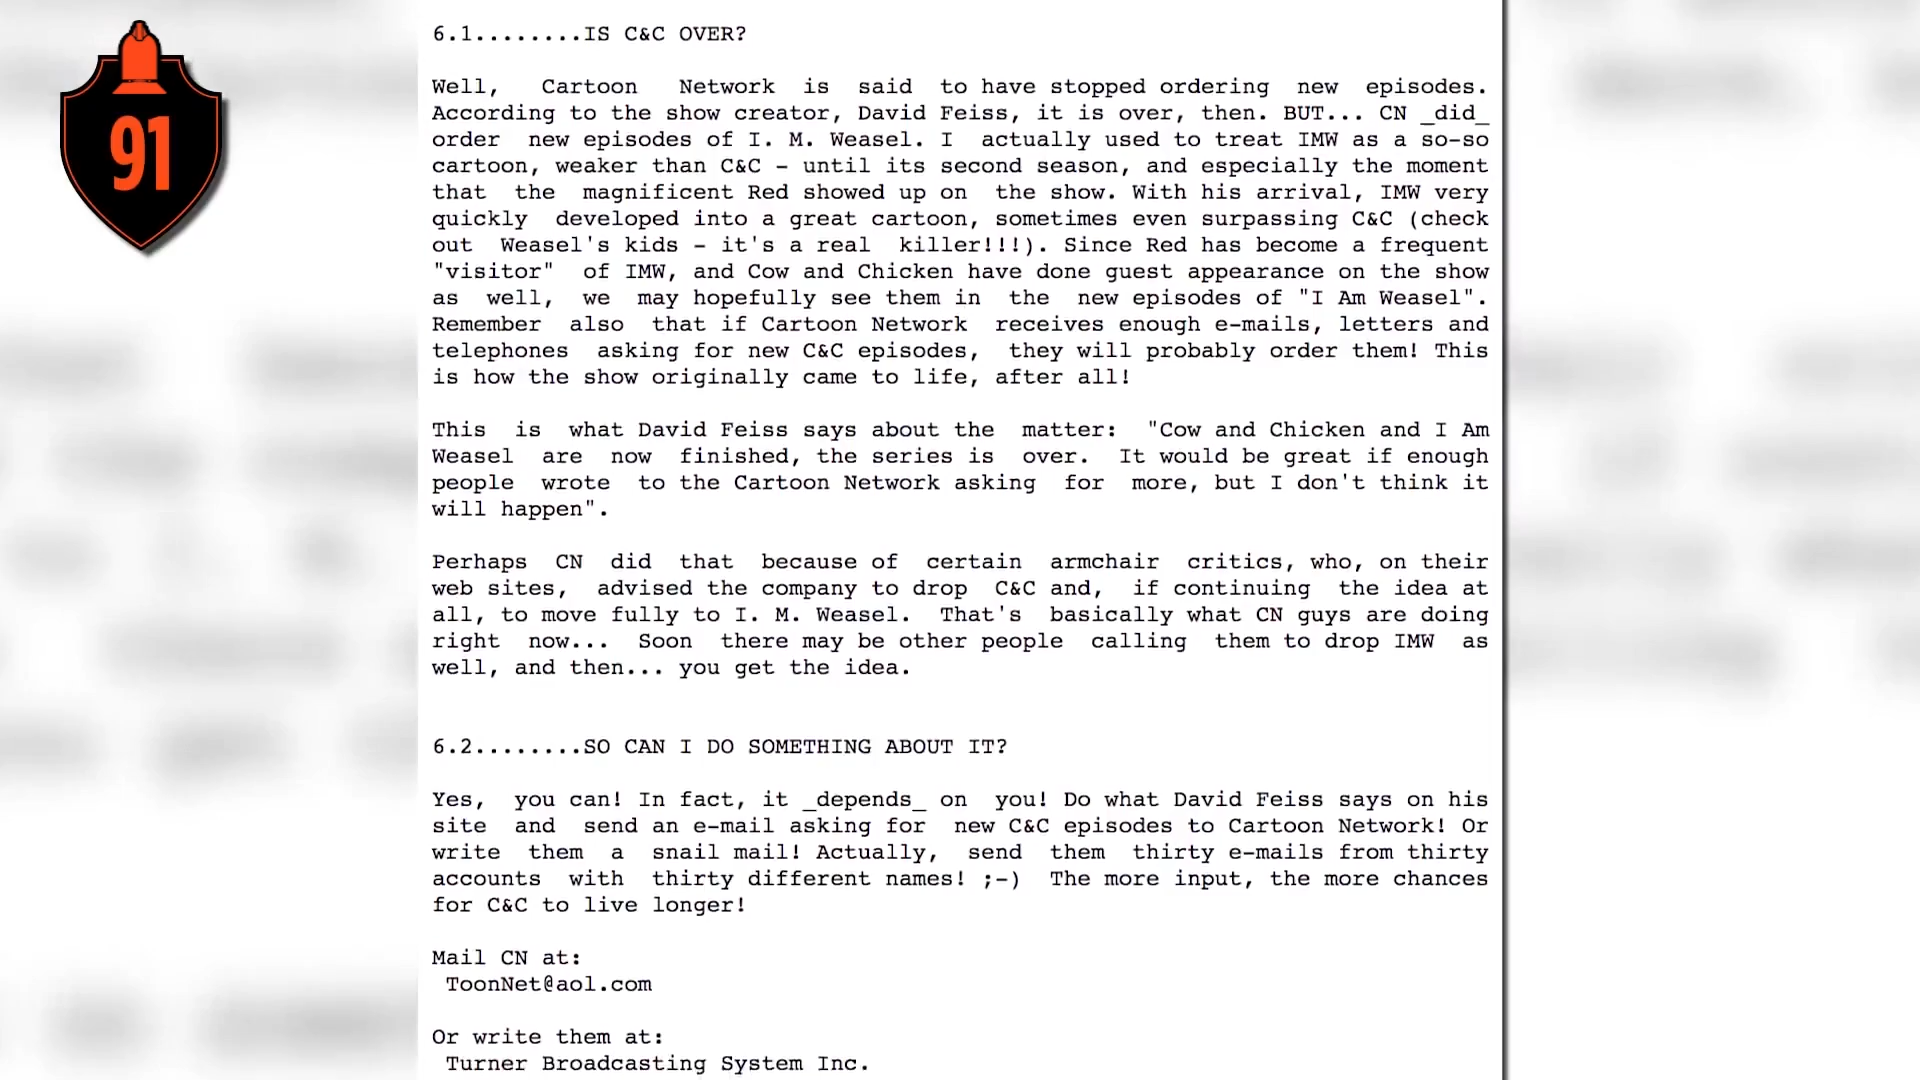 91
6.1........IS C&C OVER?
Well, Cartoon Network is said to have stopped ordering new episodes.
According to the show creator, David Feiss, it is over, then. BUT... CN _did_
order new episodes of I. M. Weasel. I actually used to treat IMW as a so-so
cartoon, weaker than C&C - until its second season, and especially the moment
that the magnificent Red showed up on the show. With his arrival, IMW very
quickly developed into a great cartoon, sometimes even surpassing C&C (check
out Weasel's kids - it's a real killer!!!). Since Red has become a frequent
"visitor" of IMW, and Cow and Chicken have done guest appearance on the show
as well, we may hopefully see them in the new episodes of "I Am Weasel".
Remember also that if Cartoon Network receives enough e-mails, letters and
telephones asking for new C&C episodes, they will probably order them! This
is how the show originally came to life, after all!
This is what David Feiss says about the matter: "Cow and Chicken and I Am
Weasel are now finished, the series is over. It would be great if enough
people wrote to the Cartoon Network asking for more, but I don't think it
will happen".
Perhaps CN did that because of certain armchair critics, who, on their
web sites, advised the company to drop C&C and, if continuing the idea at
all, to move fully to I. M. Weasel. That's basically what CN guys are doing
right now... Soon there may be other people calling them to drop IMW as
well, and then... you get the idea.
6.2........SO CAN I DO SOMETHING ABOUT IT?
Yes, you can! In fact, it _depends_ on you! Do what David Feiss says on his
site and send an e-mail asking for new C&C episodes to Cartoon Network! Or
write them a snail mail! Actually, send them thirty e-mails from thirty
accounts with thirty different names! ;-) The more input, the more chances
for C&C to live longer!
Mail CN at:
ToonNet@aol.com
Or write them at:
Turner Broadcasting System Inc.